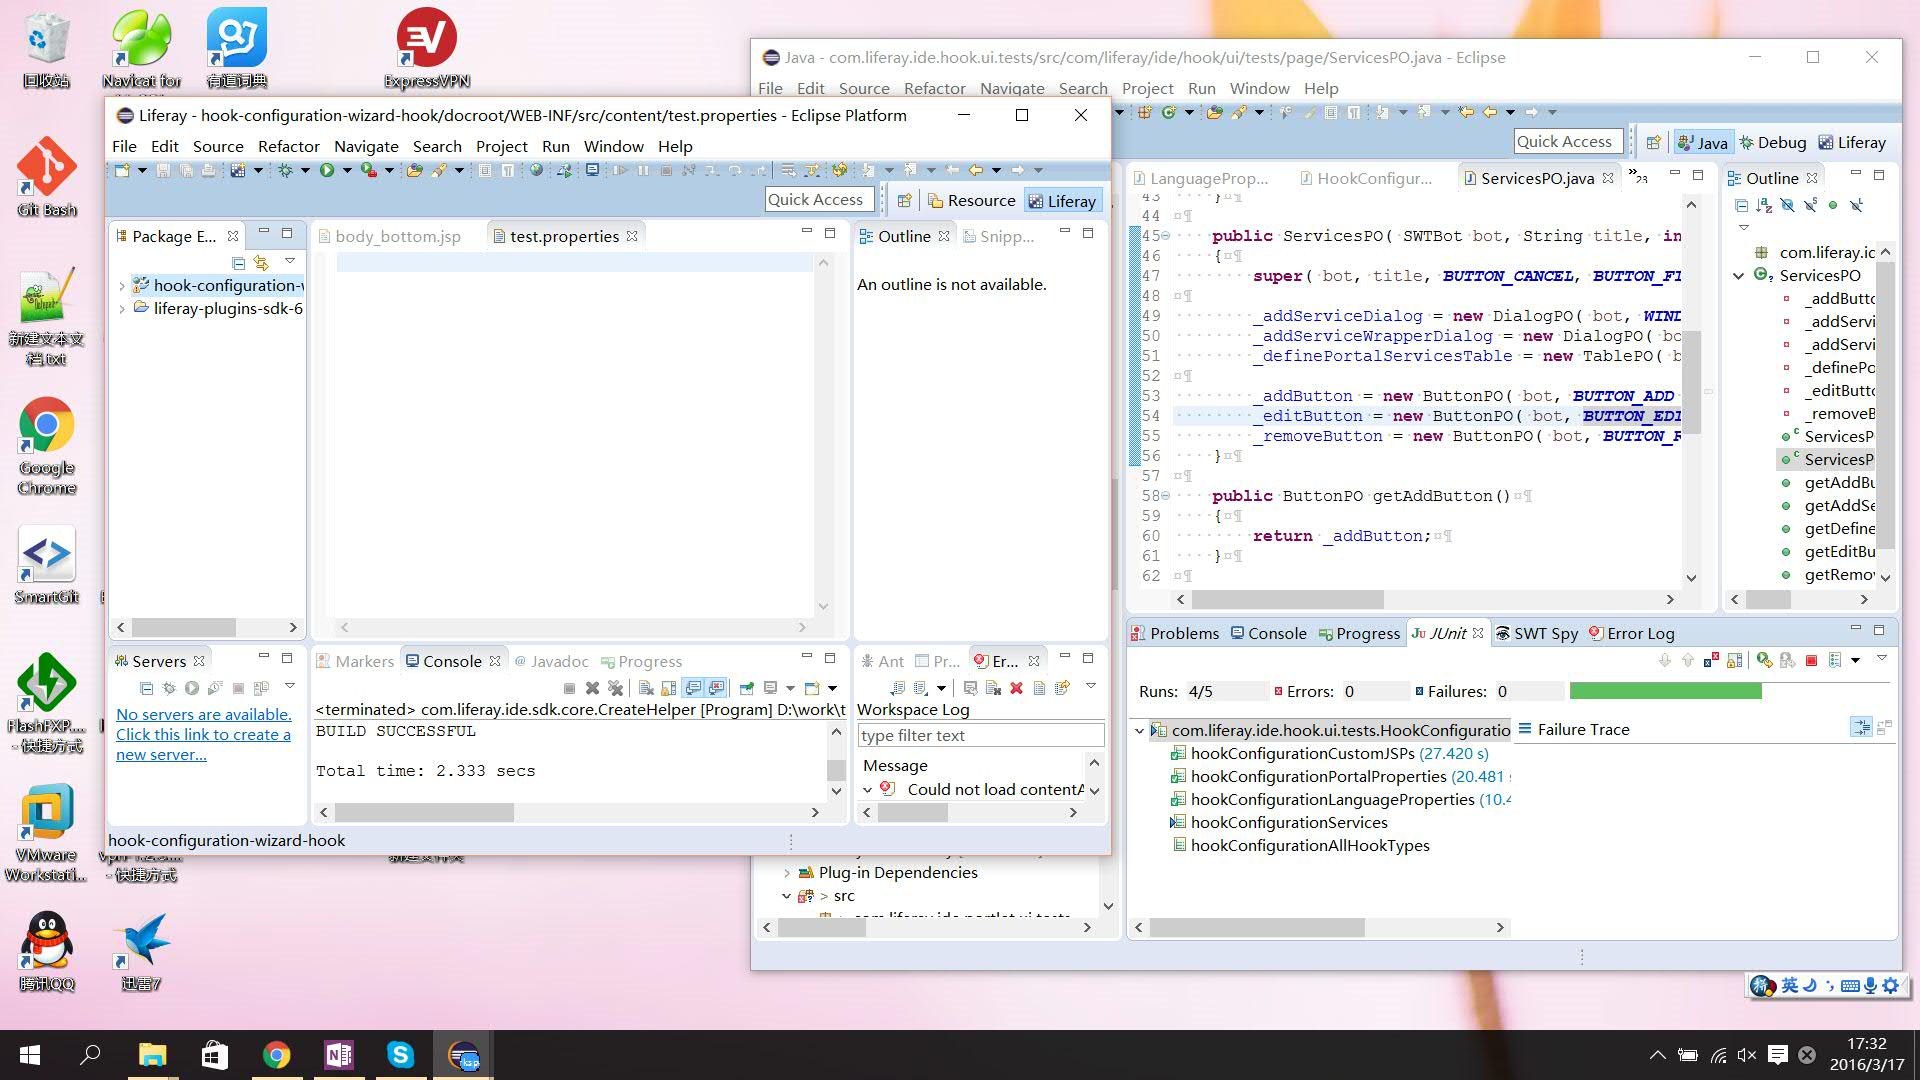 回收站
Navicat for
有道词典
ExpressVPN
Git Bash
新建文本文
档.txt
Google
Chrome
SmartGit
FlashFXP...
- 快捷方式
VMware
Workstati...
- 快捷方式
腾讯QQ
迅雷7
Java - com.liferay.ide.hook.ui.tests/src/com/liferay/ide/hook/ui/tests/page/ServicesPO.java - Eclipse
File Edit Source Refactor Navigate Search Project Run Window Help
Quick Access
Java
Debug
Liferay
Liferay - hook-configuration-wizard-hook/docroot/WEB-INF/src/content/test.properties - Eclipse Platform
File Edit Source Refactor Navigate Search Project Run Window Help
Quick Access
Resource
Liferay
Package E...
hook-configuration-w
liferay-plugins-sdk-6
body_bottom.jsp
test.properties
Outline
Snipp...
An outline is not available.
Servers
No servers are available.
Click this link to create a
new server...
Markers
Console
Javadoc
Progress
<terminated> com.liferay.ide.sdk.core.CreateHelper [Program] D:\work\t
BUILD SUCCESSFUL
Total time: 2.333 secs
Ant
Pr...
Er...
Workspace Log
type filter text
Message
Could not load contentA
hook-configuration-wizard-hook
LanguageProp...
HookConfigur...
ServicesPO.java
»23
43 }¤¶
44 ¤¶
45 public ServicesPO( SWTBot bot, String title, in
46 {¤¶
47 super( bot, title, BUTTON_CANCEL, BUTTON_FI
48 ¤¶
49 _addServiceDialog = new DialogPO( bot, WIND
50 _addServiceWrapperDialog = new DialogPO( bo
51 _definePortalServicesTable = new TablePO( b
52 ¤¶
53 _addButton = new ButtonPO( bot, BUTTON_ADD
54 _editButton = new ButtonPO( bot, BUTTON_EDI
55 _removeButton = new ButtonPO( bot, BUTTON_R
56 }¤¶
57 ¤¶
58 public ButtonPO getAddButton()¤¶
59 {¤¶
60 return _addButton;¤¶
61 }¤¶
62 ¤¶
Outline
com.liferay.id
ServicesPO
_addButto
_addServi
_addServi
_definePo
_editButto
_removeB
ServicesP
ServicesP
getAddBu
getAddSe
getDefine
getEditBu
getRemov
Problems
Console
Progress
JUnit
SWT Spy
Error Log
Runs: 4/5
Errors: 0
Failures: 0
com.liferay.ide.hook.ui.tests.HookConfiguratio
hookConfigurationCustomJSPs (27.420 s)
hookConfigurationPortalProperties (20.481 s
hookConfigurationLanguageProperties (10.4
hookConfigurationServices
hookConfigurationAllHookTypes
Failure Trace
Plug-in Dependencies
> src
英
17:32
2016/3/17